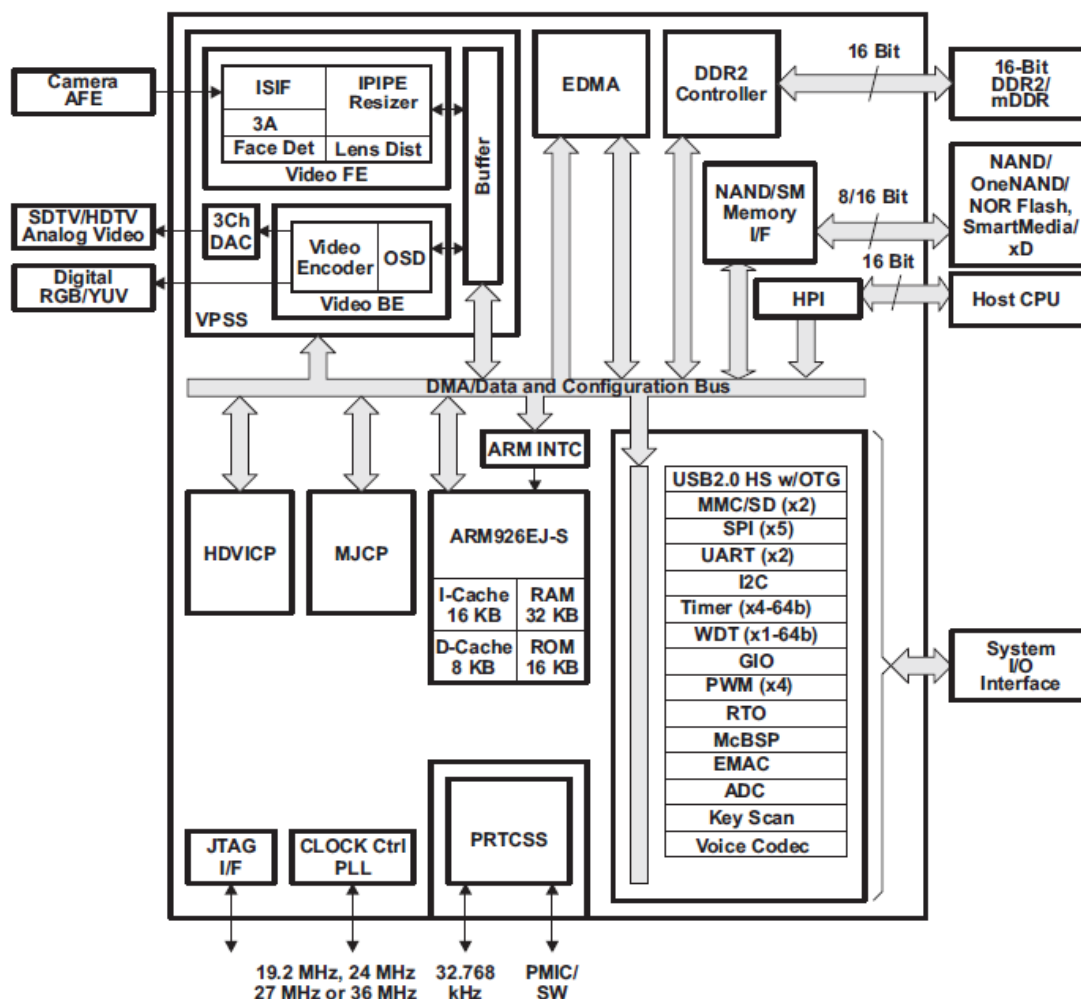 Camera
AFE
ISIF
IPIPE
Resizer
3A
Face Det
Lens Dist
Video FE
Buffer
SDTV/HDTV
Analog Video
3Ch
DAC
Digital
RGB/YUV
Video
Encoder
OSD
Video BE
VPSS
EDMA
DDR2
Controller
16 Bit
16-Bit
DDR2/
mDDR
NAND/SM
Memory
I/F
8/16 Bit
NAND/
OneNAND/
NOR Flash,
SmartMedia/
xD
HPI
16 Bit
Host CPU
DMA/Data and Configuration Bus
HDVICP
MJCP
ARM INTC
ARM926EJ-S
I-Cache
16 KB
RAM
32 KB
D-Cache
8 KB
ROM
16 KB
USB2.0 HS w/OTG
MMC/SD (x2)
SPI (x5)
UART (x2)
I2C
Timer (x4-64b)
WDT (x1-64b)
GIO
PWM (x4)
RTO
McBSP
EMAC
ADC
Key Scan
Voice Codec
System
I/O
Interface
JTAG
I/F
CLOCK Ctrl
PLL
PRTCSS
19.2 MHz, 24 MHz
27 MHz or 36 MHz
32.768
kHz
PMIC/
SW